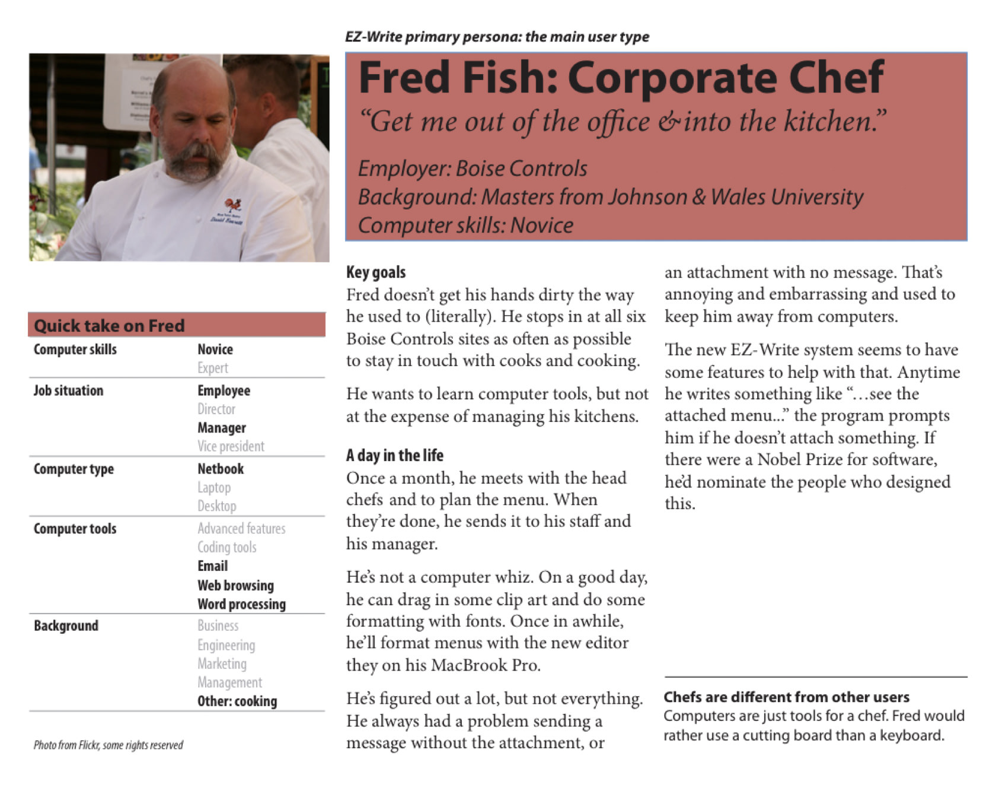 EZ-Write primary persona: the main user type
Fred Fish: Corporate Chef
“Get me out of the office & into the kitchen.”
Employer: Boise Controls
Background: Masters from Johnson & Wales University
Computer skills: Novice
Quick take on Fred
Computer skills Novice
Expert
Job situation Employee
Director
Manager
Vice president
Computer type Netbook
Laptop
Desktop
Computer tools Advanced features
Coding tools
Email
Web browsing
Word processing
Background Business
Engineering
Marketing
Management
Other: cooking
Photo from Flickr, some rights reserved
Key goals
Fred doesn’t get his hands dirty the way
he used to (literally). He stops in at all six
Boise Controls sites as often as possible
to stay in touch with cooks and cooking.
He wants to learn computer tools, but not
at the expense of managing his kitchens.
A day in the life
Once a month, he meets with the head
chefs and to plan the menu. When
they’re done, he sends it to his staff and
his manager.
He’s not a computer whiz. On a good day,
he can drag in some clip art and do some
formatting with fonts. Once in awhile,
he’ll format menus with the new editor
they on his MacBrook Pro.
He’s figured out a lot, but not everything.
He always had a problem sending a
message without the attachment, or
an attachment with no message. That’s
annoying and embarrassing and used to
keep him away from computers.
The new EZ-Write system seems to have
some features to help with that. Anytime
he writes something like “…see the
attached menu...” the program prompts
him if he doesn’t attach something. If
there were a Nobel Prize for software,
he’d nominate the people who designed
this.
Chefs are different from other users
Computers are just tools for a chef. Fred would
rather use a cutting board than a keyboard.